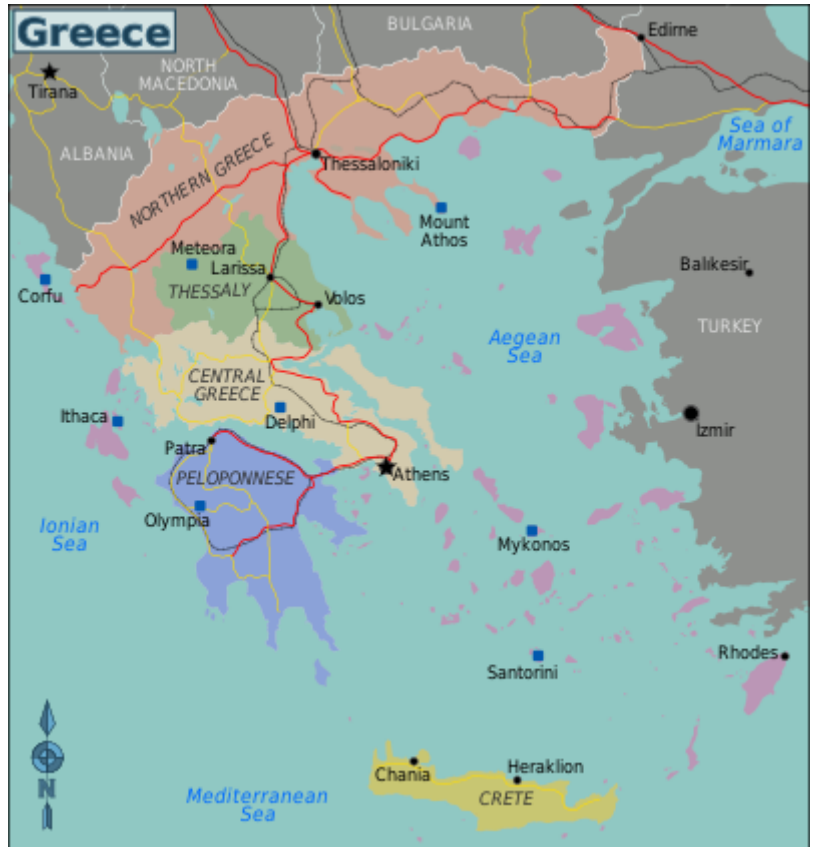 Greece
BULGARIA
Edirne
NORTH
MACEDONIA
Tirana
Sea of
Marmara
ALBANIA
Thessaloniki
NORTHERN GREECE
Mount
Athos
Meteora
Larissa
Balıkesir
Corfu
THESSALY
Volos
TURKEY
Aegean
Sea
CENTRAL
GREECE
Ithaca
Delphi
Izmir
Patra
Athens
PELOPONNESE
Olympia
Ionian
Sea
Mykonos
Rhodes
Santorini
Chania
Heraklion
CRETE
Mediterranean
Sea
N